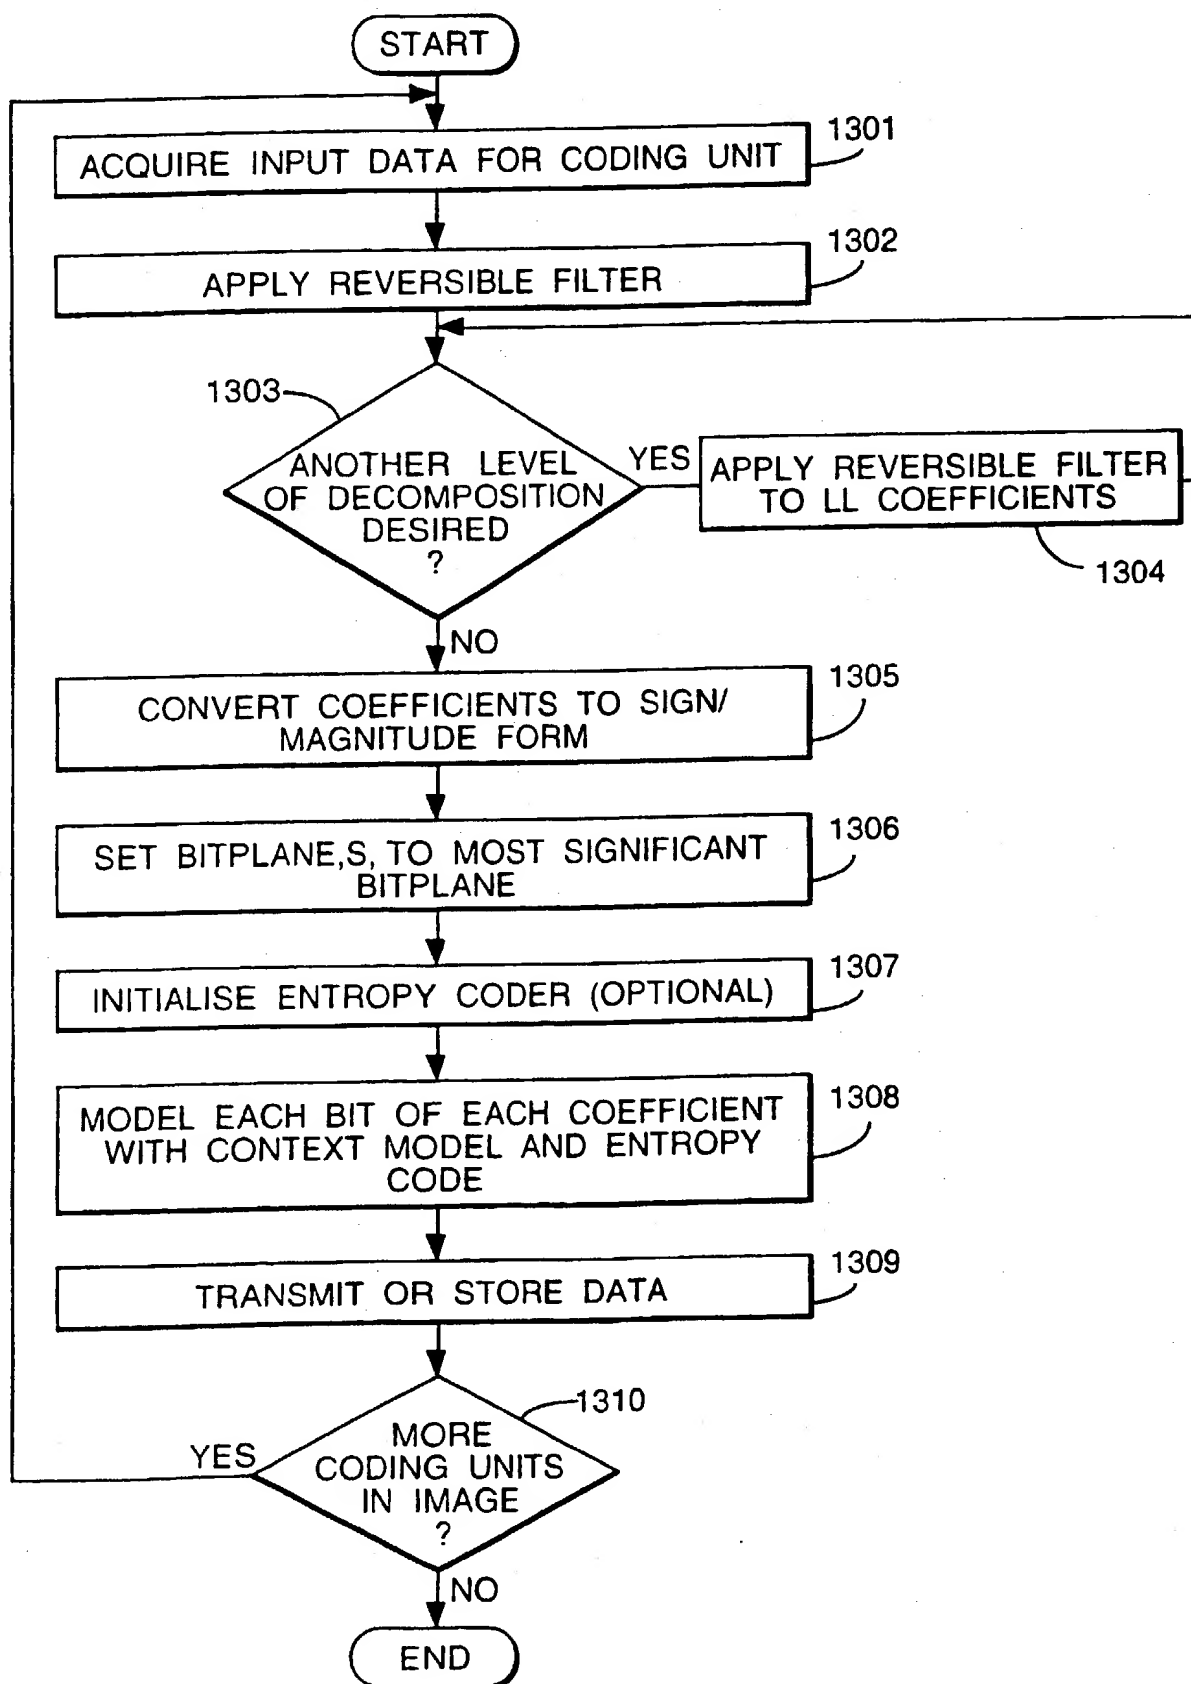 START
1301
ACQUIRE INPUT DATA FOR CODING UNIT
1302
APPLY REVERSIBLE FILTER
1303
ANOTHER LEVEL
OF DECOMPOSITION
DESIRED
?
YES
APPLY REVERSIBLE FILTER
TO LL COEFFICIENTS
1304
NO
1305
CONVERT COEFFICIENTS TO SIGN/
MAGNITUDE FORM
1306
SET BITPLANE,S, TO MOST SIGNIFICANT
BITPLANE
1307
INITIALISE ENTROPY CODER (OPTIONAL)
1308
MODEL EACH BIT OF EACH COEFFICIENT
WITH CONTEXT MODEL AND ENTROPY
CODE
1309
TRANSMIT OR STORE DATA
1310
MORE
CODING UNITS
IN IMAGE
?
YES
NO
END